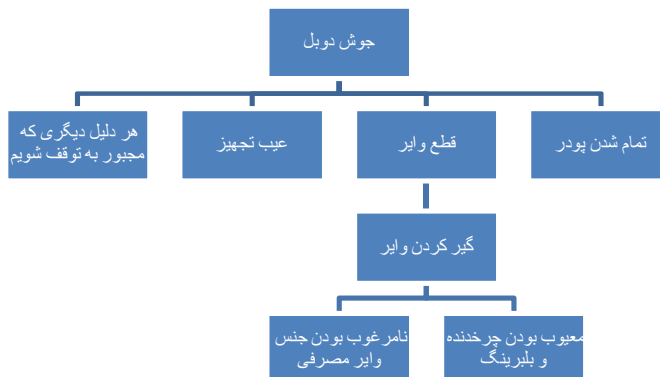 جوش دوبل
تمام شدن پودر
قطع وایر
عیب تجهیز
هر دلیل دیگری که
مجبور به توقف شویم
گیر کردن وایر
معیوب بودن چرخدنده
و بلبرینگ
نامرغوب بودن جنس
وایر مصرفی